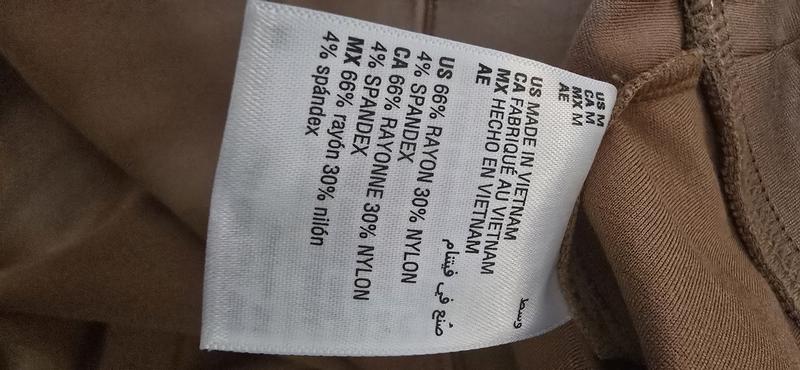 US M
CA M
MX M
AE وسط
US MADE IN VIETNAM
CA FABRIQUÉ AU VIETNAM
MX HECHO EN VIETNAM
AE صُنع في فيتنام
US 66% RAYON 30% NYLON
4% SPANDEX
CA 66% RAYONNE 30% NYLON
4% SPANDEX
MX 66% rayón 30% nilón
4% spándex